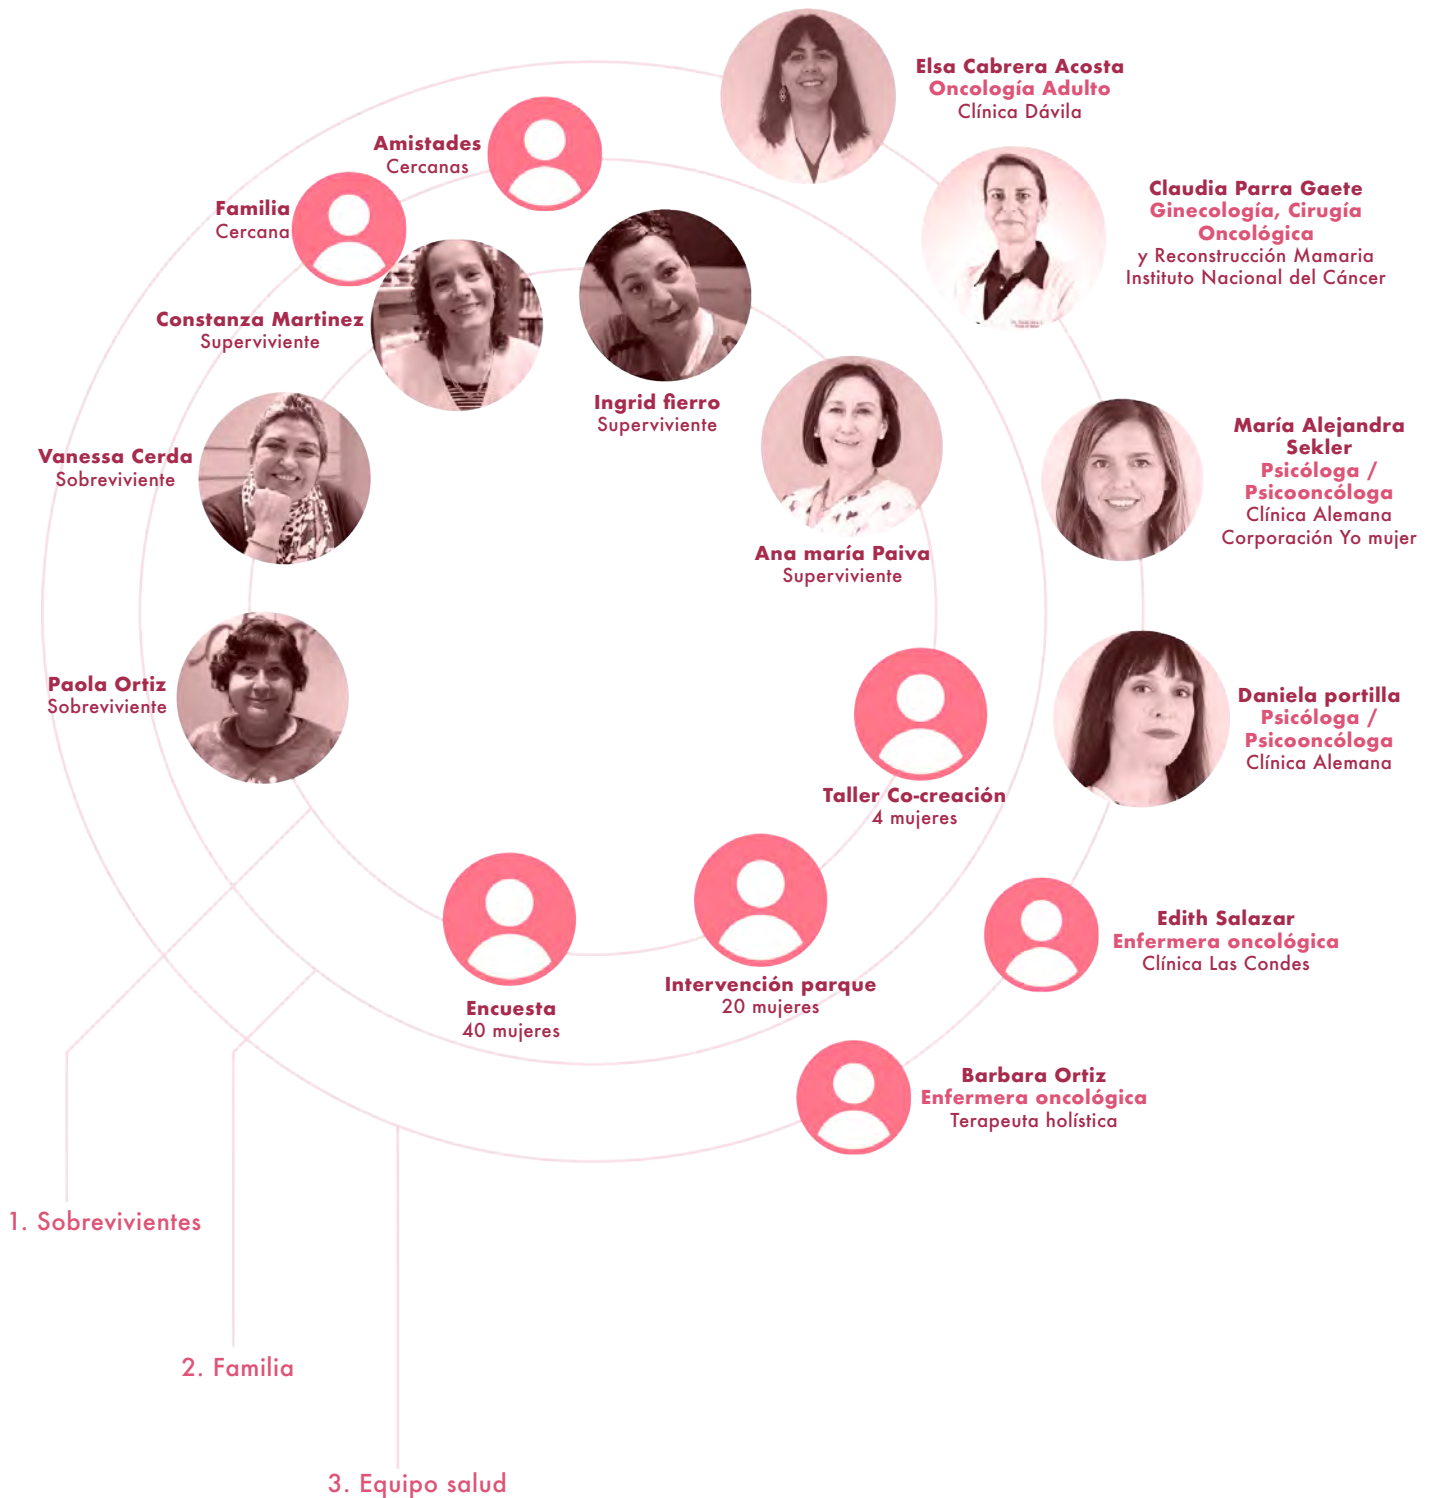 Elsa Cabrera Acosta
Oncología Adulto
Clínica Dávila
Amistades
Cercanas
Claudia Parra Gaete
Ginecología, Cirugía
Oncológica
y Reconstrucción Mamaria
Instituto Nacional del Cáncer
Familia
Cercana
Constanza Martinez
Superviviente
Ingrid fierro
Superviviente
María Alejandra
Sekler
Psicóloga /
Psicooncóloga
Clínica Alemana
Corporación Yo mujer
Vanessa Cerda
Sobreviviente
Ana maría Paiva
Superviviente
Paola Ortiz
Sobreviviente
Daniela portilla
Psicóloga /
Psicooncóloga
Clínica Alemana
Taller Co-creación
4 mujeres
Edith Salazar
Enfermera oncológica
Clínica Las Condes
Intervención parque
20 mujeres
Encuesta
40 mujeres
Barbara Ortiz
Enfermera oncológica
Terapeuta holística
1. Sobrevivientes
2. Familia
3. Equipo salud